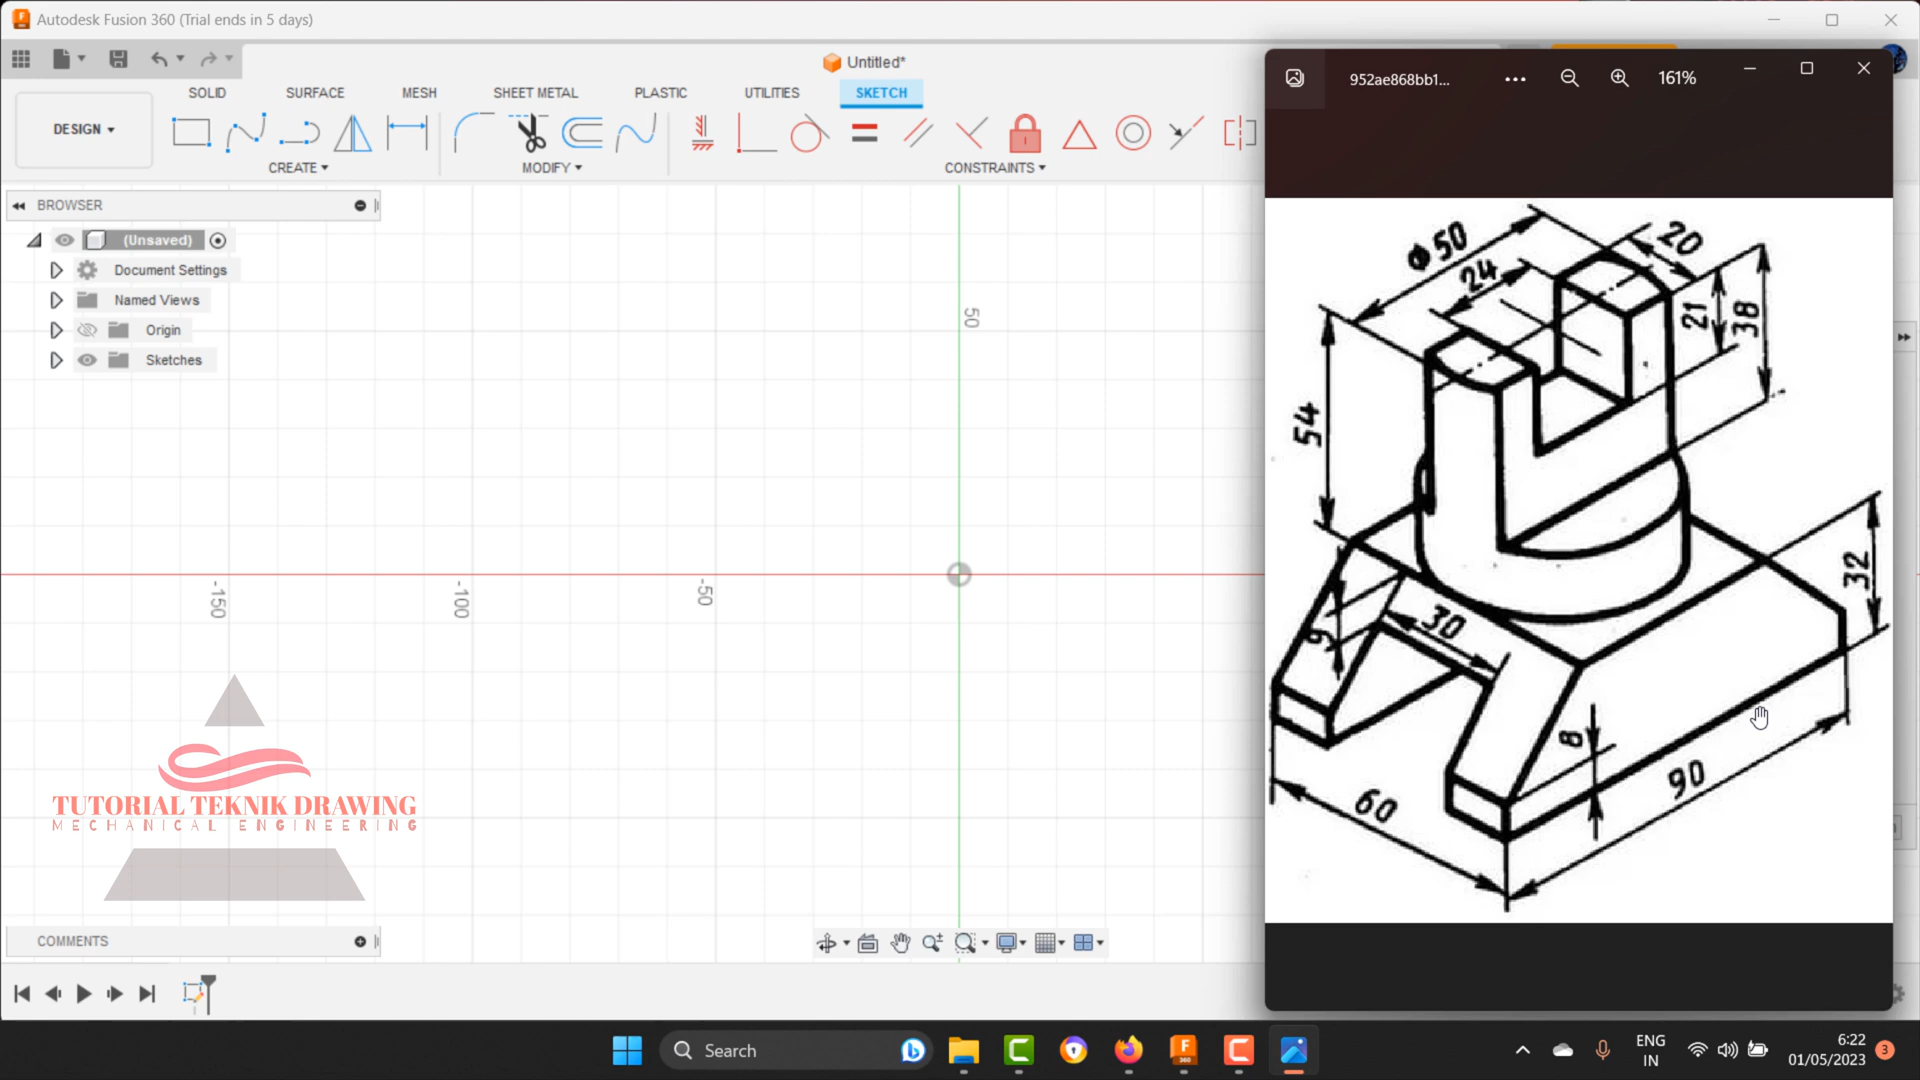 Autodesk Fusion 360 (Trial ends in 5 days)
Untitled*
SOLID SURFACE MESH SHEET METAL PLASTIC UTILITIES SKETCH
DESIGN
CREATE MODIFY CONSTRAINTS
BROWSER
(Unsaved)
Document Settings
Named Views
Origin
Sketches
50
-150 -100 -50
TUTORIAL TEKNIK DRAWING
MECHANICAL ENGINEERING
COMMENTS
952ae868bb1...
161%
Φ50
20
24
21
38
54
32
30
9
8
90
60
Search
F
360
ENG
IN
6:22
01/05/2023
3